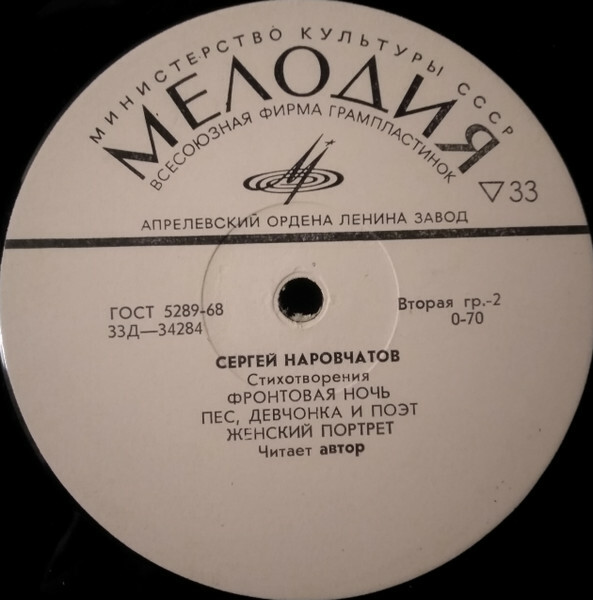 МИНИСТЕРСТВО КУЛЬТУРЫ СССР
МЕЛОДИЯ
ВСЕСОЮЗНАЯ ФИРМА ГРАМПЛАСТИНОК
▽33
АПРЕЛЕВСКИЙ ОРДЕНА ЛЕНИНА ЗАВОД
ГОСТ 5289-68
33Д—34284
Вторая гр.-2
0-70
СЕРГЕЙ НАРОВЧАТОВ
Стихотворения
ФРОНТОВАЯ НОЧЬ
ПЕС, ДЕВЧОНКА И ПОЭТ
ЖЕНСКИЙ ПОРТРЕТ
Читает автор